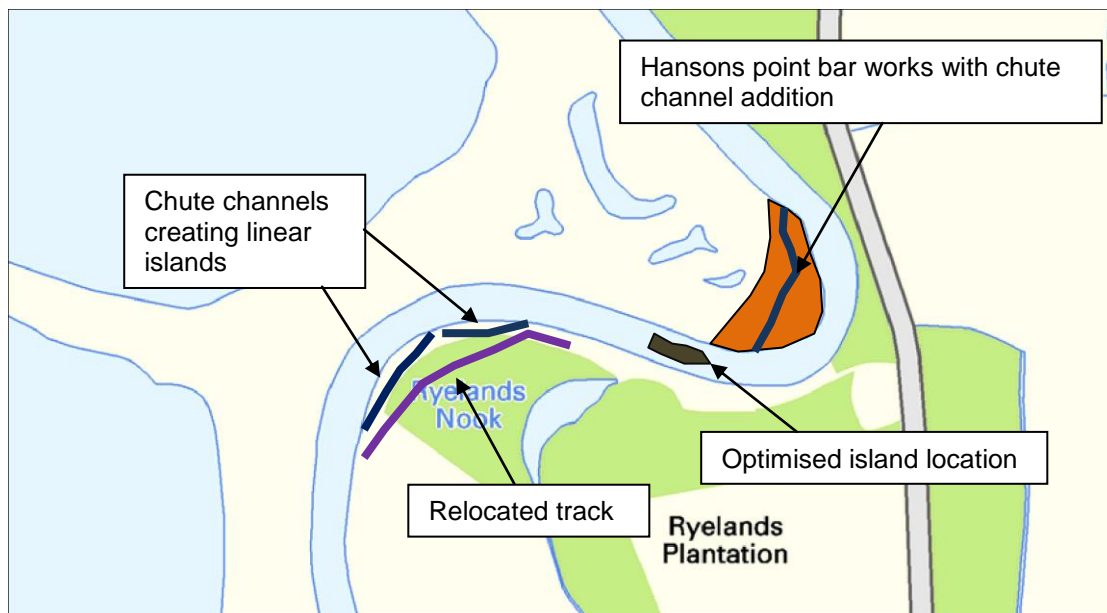 Hansons point bar works with chute
channel addition
Chute channels
creating linear
islands
Ryelands
Nook
Optimised island location
Relocated track
Ryelands
Plantation